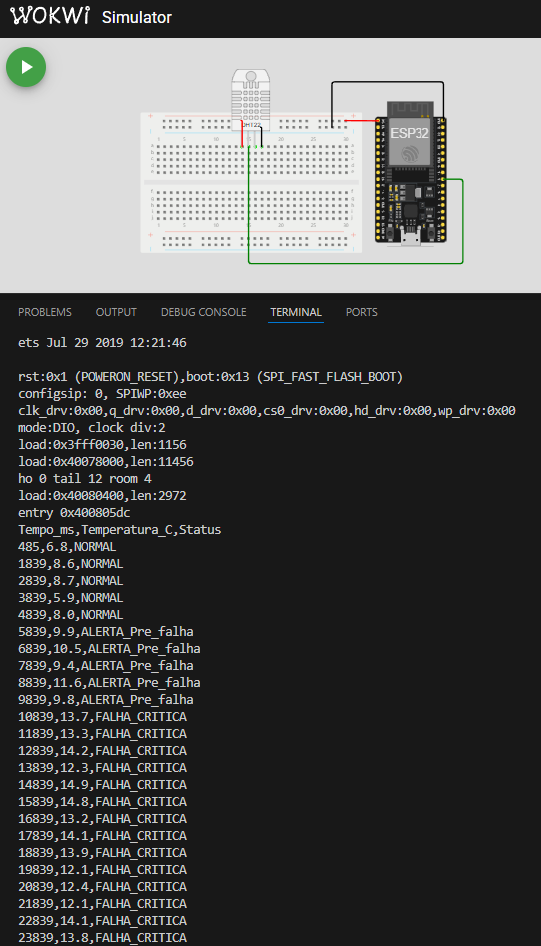 WOKWi Simulator
DHT22
ESP32
PROBLEMS OUTPUT DEBUG CONSOLE TERMINAL PORTS
ets Jul 29 2019 12:21:46
rst:0x1 (POWERON_RESET),boot:0x13 (SPI_FAST_FLASH_BOOT)
configsip: 0, SPIWP:0xee
clk_drv:0x00,q_drv:0x00,d_drv:0x00,cs0_drv:0x00,hd_drv:0x00,wp_drv:0x00
mode:DIO, clock div:2
load:0x3fff0030,len:1156
load:0x40078000,len:11456
ho 0 tail 12 room 4
load:0x40080400,len:2972
entry 0x400805dc
Tempo_ms,Temperatura_C,Status
485,6.8,NORMAL
1839,8.6,NORMAL
2839,8.7,NORMAL
3839,5.9,NORMAL
4839,8.0,NORMAL
5839,9.9,ALERTA_Pre_falha
6839,10.5,ALERTA_Pre_falha
7839,9.4,ALERTA_Pre_falha
8839,11.6,ALERTA_Pre_falha
9839,9.8,ALERTA_Pre_falha
10839,13.7,FALHA_CRITICA
11839,13.3,FALHA_CRITICA
12839,14.2,FALHA_CRITICA
13839,12.3,FALHA_CRITICA
14839,14.9,FALHA_CRITICA
15839,14.8,FALHA_CRITICA
16839,13.2,FALHA_CRITICA
17839,14.1,FALHA_CRITICA
18839,13.9,FALHA_CRITICA
19839,12.1,FALHA_CRITICA
20839,12.4,FALHA_CRITICA
21839,12.1,FALHA_CRITICA
22839,14.1,FALHA_CRITICA
23839,13.8,FALHA_CRITICA